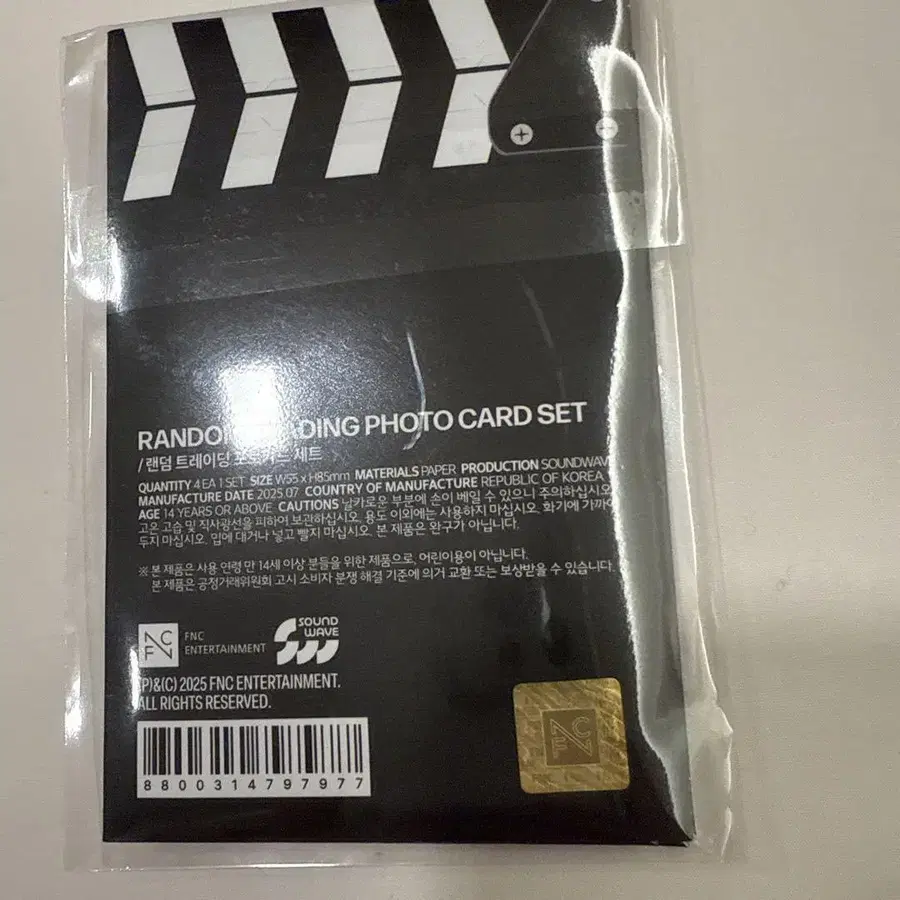 RANDOM TRADING PHOTO CARD SET
/ 랜덤 트레이딩 포토카드 세트
QUANTITY 4 EA 1 SET SIZE W55 x H85mm MATERIALS PAPER PRODUCTION SOUNDWAVE
MANUFACTURE DATE 2025.07 COUNTRY OF MANUFACTURE REPUBLIC OF KOREA
AGE 14 YEARS OR ABOVE CAUTIONS 날카로운 부분에 손이 베일 수 있으니 주의하십시오.
고온 고습 및 직사광선을 피하여 보관하십시오. 용도 이외에는 사용하지 마십시오. 화기에 가까이
두지 마십시오. 입에 대거나 넣고 빨지 마십시오. 본 제품은 완구가 아닙니다.
※ 본 제품은 사용 연령 만 14세 이상 분들을 위한 제품으로, 어린이용이 아닙니다.
본 제품은 공정거래위원회 고시 소비자 분쟁 해결 기준에 의거 교환 또는 보상받을 수 있습니다.
FNC
FNC
ENTERTAINMENT
SOUND
WAVE
(P)&(C) 2025 FNC ENTERTAINMENT.
ALL RIGHTS RESERVED.
8800314797977
FNC